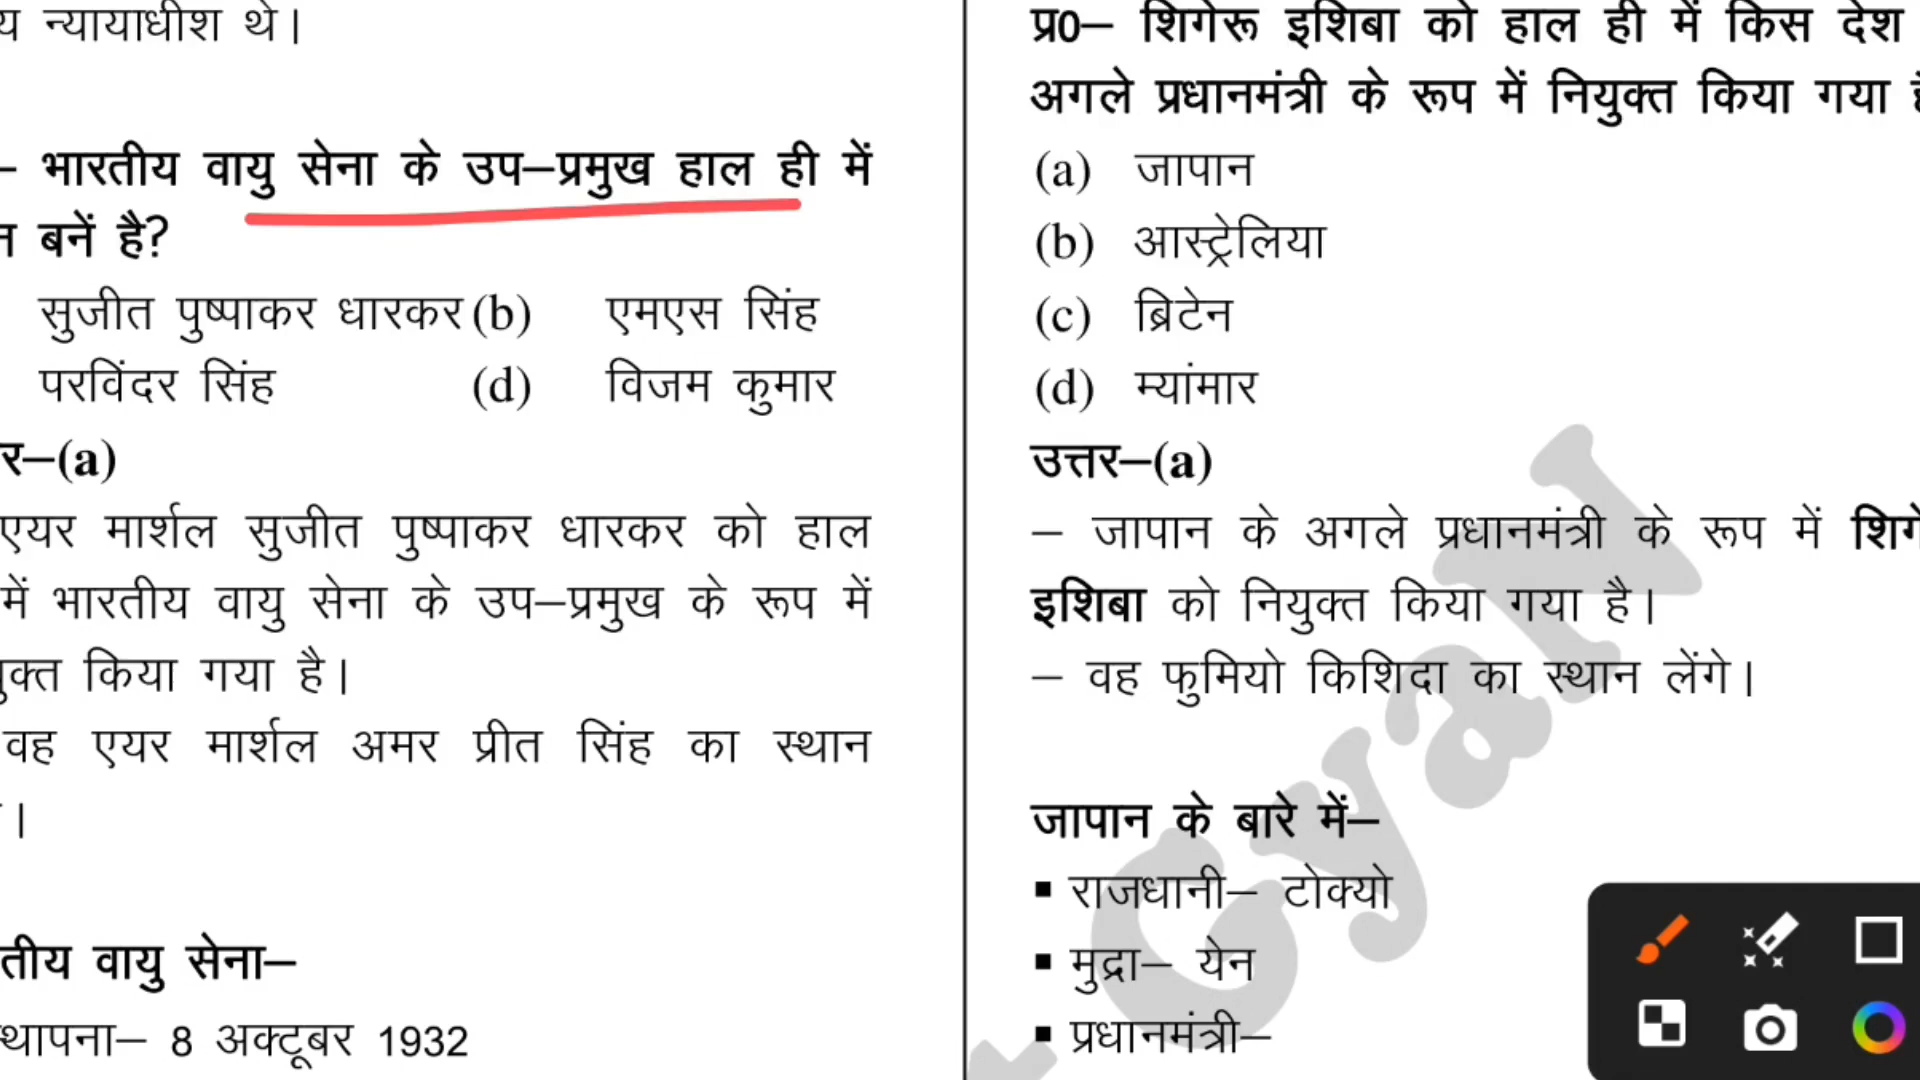 य न्यायाधीश थे।
– भारतीय वायु सेना के उप–प्रमुख हाल ही में
न बनें है?
सुजीत पुष्पाकर धारकर (b) एमएस सिंह
परविंदर सिंह (d) विजम कुमार
र–(a)
एयर मार्शल सुजीत पुष्पाकर धारकर को हाल
में भारतीय वायु सेना के उप–प्रमुख के रूप में
युक्त किया गया है।
वह एयर मार्शल अमर प्रीत सिंह का स्थान
।
तीय वायु सेना–
थापना– 8 अक्टूबर 1932
प्र0– शिगेरू इशिबा को हाल ही में किस देश
अगले प्रधानमंत्री के रूप में नियुक्त किया गया
(a) जापान
(b) आस्ट्रेलिया
(c) ब्रिटेन
(d) म्यांमार
उत्तर–(a)
– जापान के अगले प्रधानमंत्री के रूप में शिगे
इशिबा को नियुक्त किया गया है।
– वह फुमियो किशिदा का स्थान लेंगे।
जापान के बारे में–
▪ राजधानी– टोक्यो
▪ मुद्रा– येन
▪ प्रधानमंत्री–
Gyan